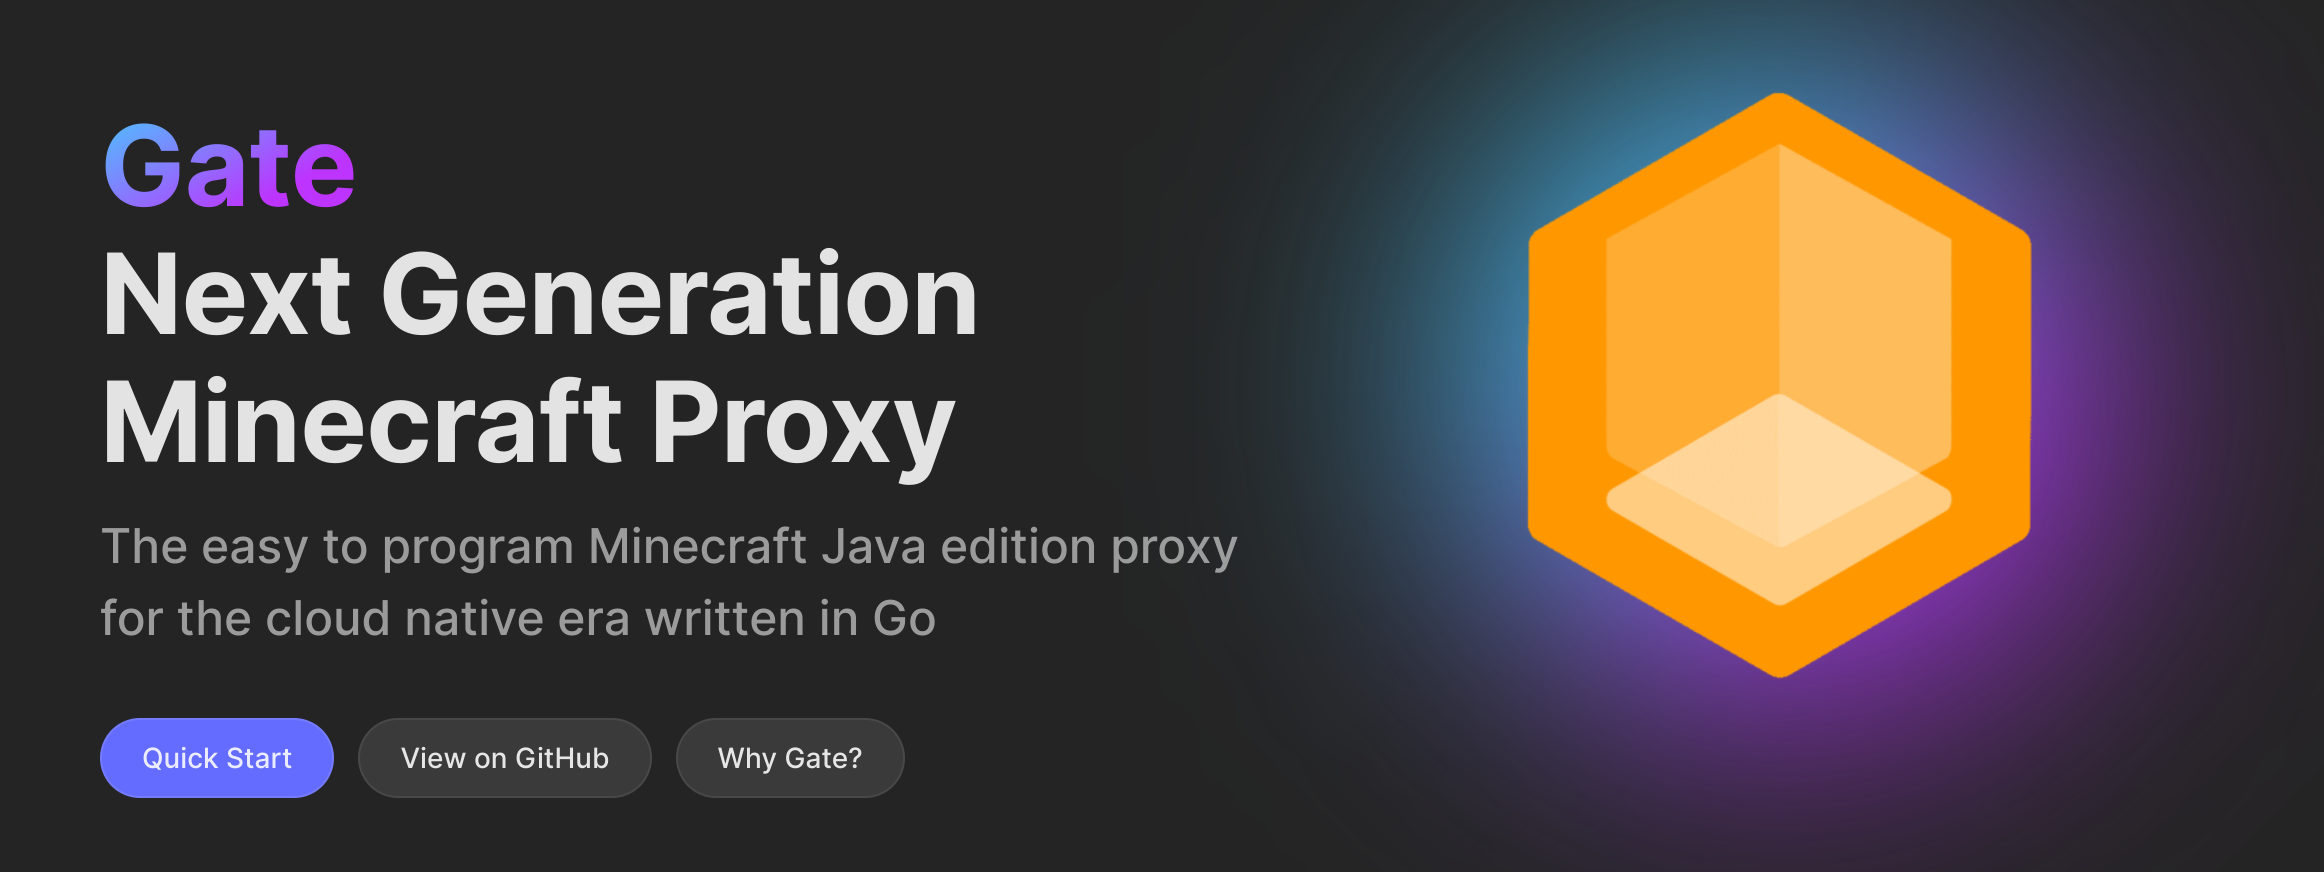 Gate
Next Generation
Minecraft Proxy
The easy to program Minecraft Java edition proxy
for the cloud native era written in Go
Quick Start
View on GitHub
Why Gate?